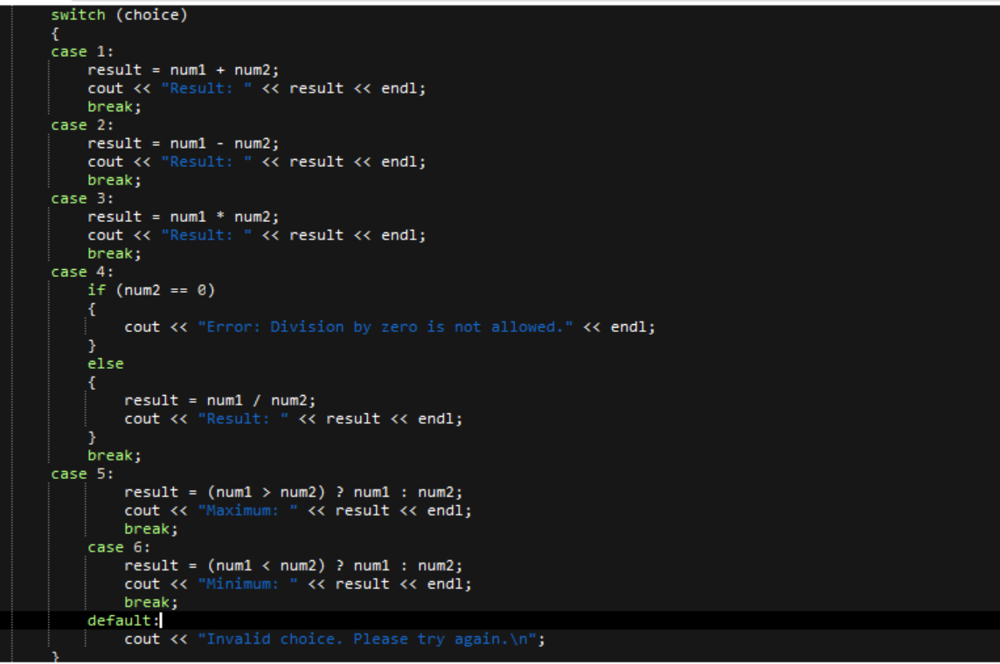 switch (choice)
{
case 1:
    result = num1 + num2;
    cout << "Result: " << result << endl;
    break;
case 2:
    result = num1 - num2;
    cout << "Result: " << result << endl;
    break;
case 3:
    result = num1 * num2;
    cout << "Result: " << result << endl;
    break;
case 4:
    if (num2 == 0)
    {
        cout << "Error: Division by zero is not allowed." << endl;
    }
    else
    {
        result = num1 / num2;
        cout << "Result: " << result << endl;
    }
    break;
case 5:
        result = (num1 > num2) ? num1 : num2;
        cout << "Maximum: " << result << endl;
        break;
    case 6:
        result = (num1 < num2) ? num1 : num2;
        cout << "Minimum: " << result << endl;
        break;
    default:
        cout << "Invalid choice. Please try again.\n";
}